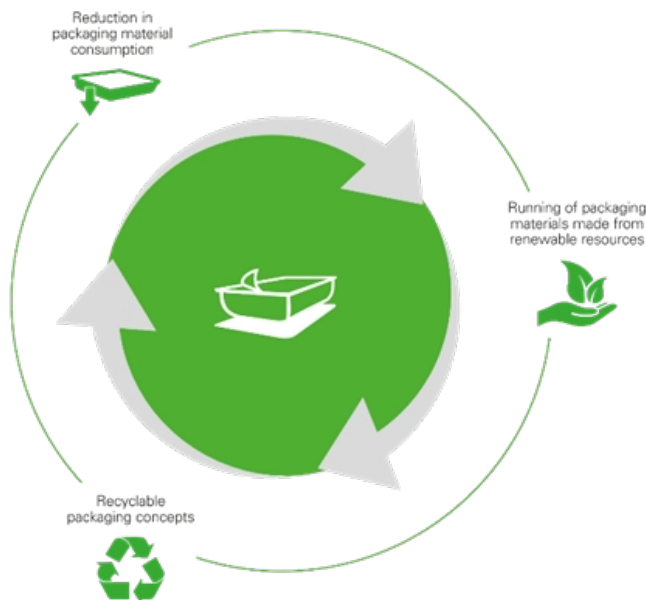 Reduction in
packaging material
consumption
Running of packaging
materials made from
renewable resources
Recyclable
packaging concepts